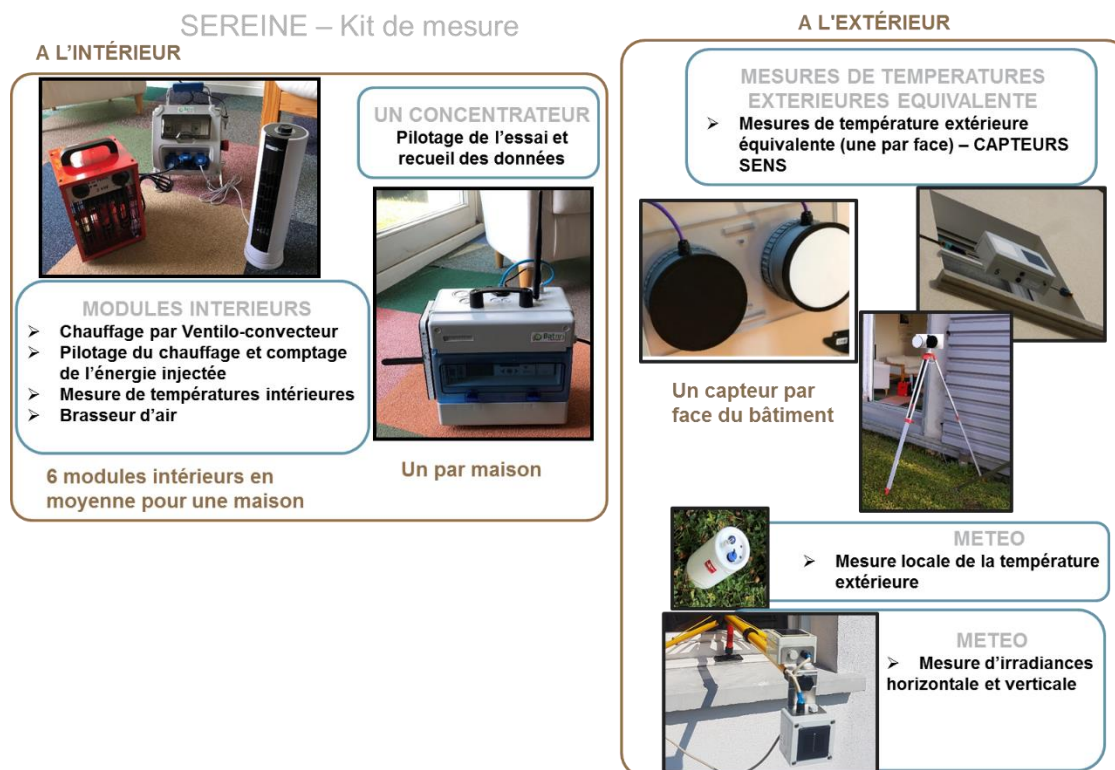 SEREINE – Kit de mesure
A L’INTÉRIEUR
UN CONCENTRATEUR
Pilotage de l’essai et
recueil des données
MODULES INTERIEURS
➤ Chauffage par Ventilo-convecteur
➤ Pilotage du chauffage et comptage
de l’énergie injectée
➤ Mesure de températures intérieures
➤ Brasseur d’air
6 modules intérieurs en
moyenne pour une maison
Un par maison
A L'EXTÉRIEUR
MESURES DE TEMPERATURES
EXTERIEURES EQUIVALENTE
➤ Mesures de température extérieure
équivalente (une par face) – CAPTEURS
SENS
Un capteur par
face du bâtiment
METEO
➤ Mesure locale de la température
extérieure
METEO
➤ Mesure d’irradiances
horizontale et verticale